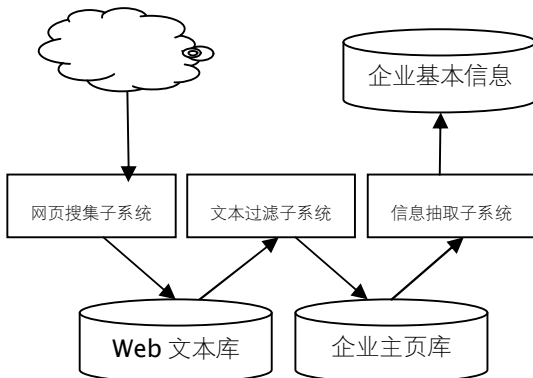 企业基本信息
网页搜集子系统
文本过滤子系统
信息抽取子系统
Web 文本库
企业主页库